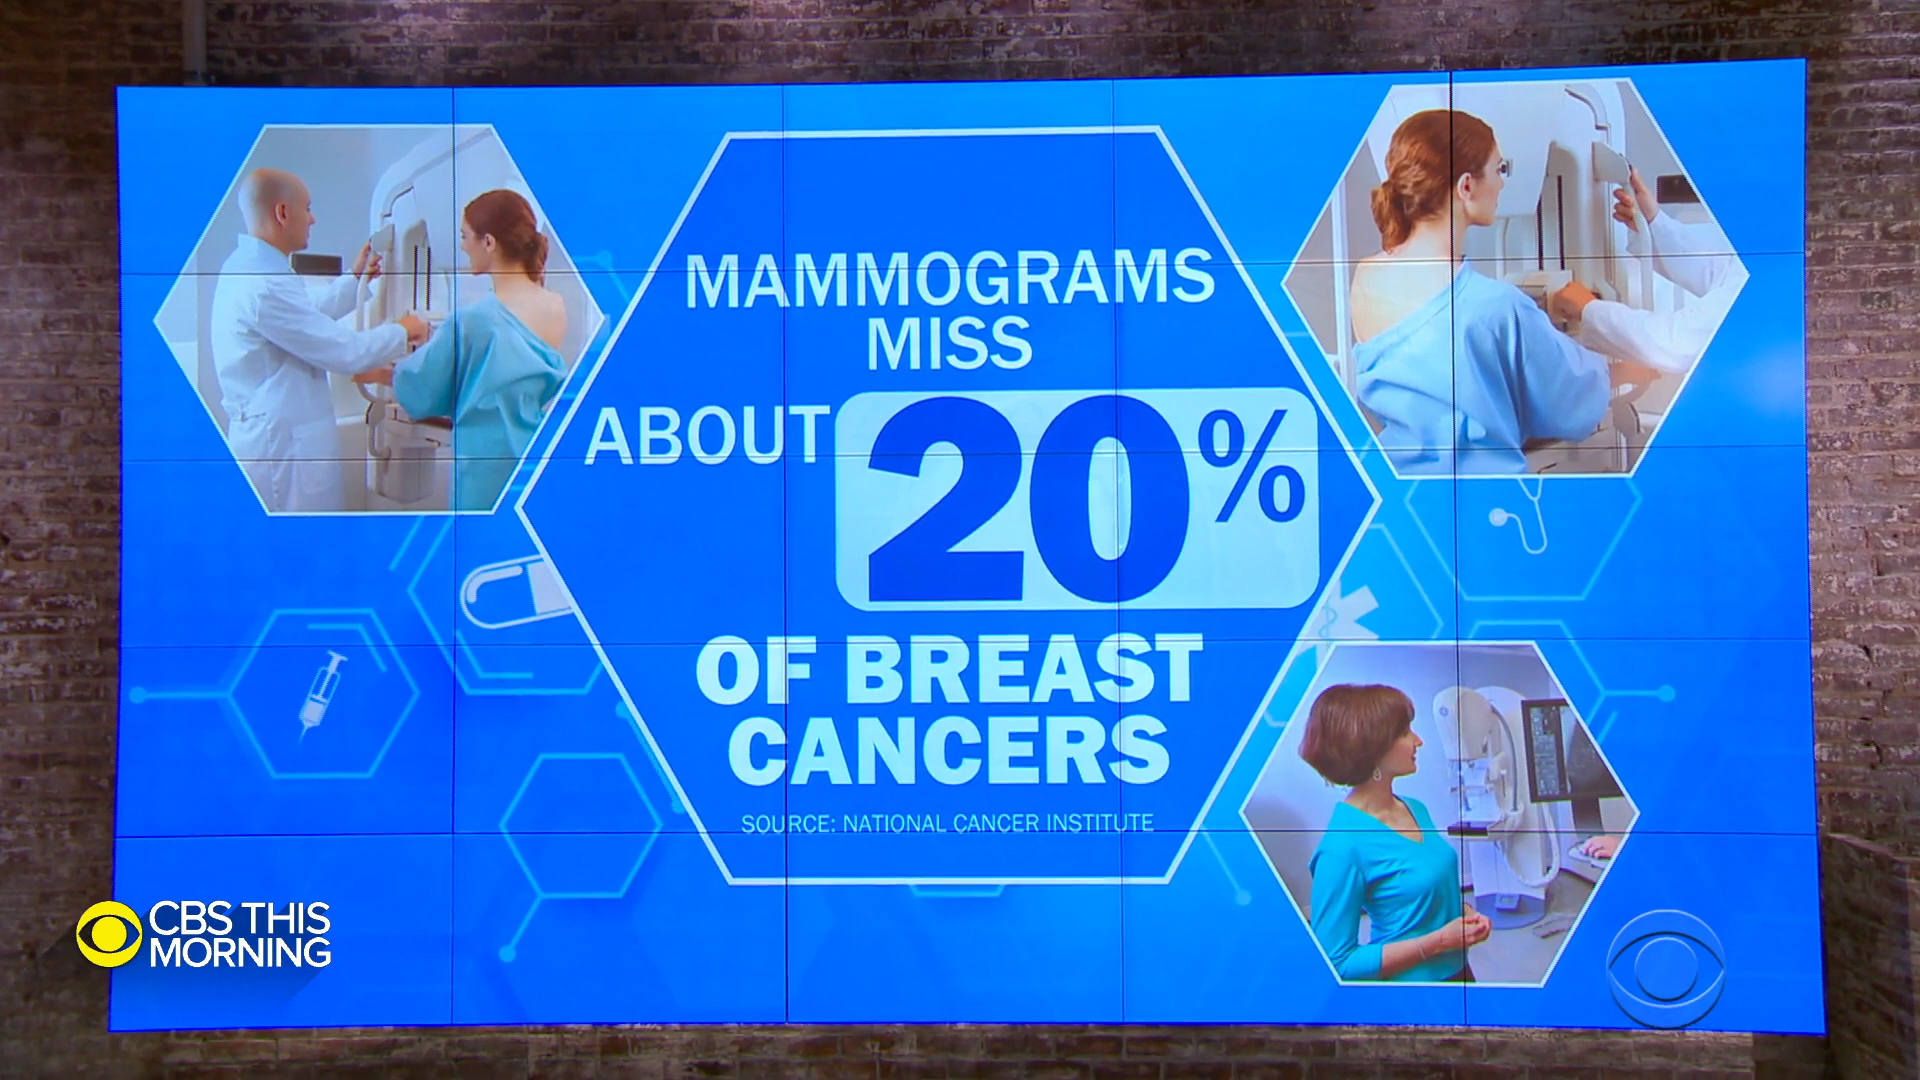 MAMMOGRAMS
MISS
ABOUT 20%
OF BREAST
CANCERS
SOURCE: NATIONAL CANCER INSTITUTE
CBS THIS
MORNING